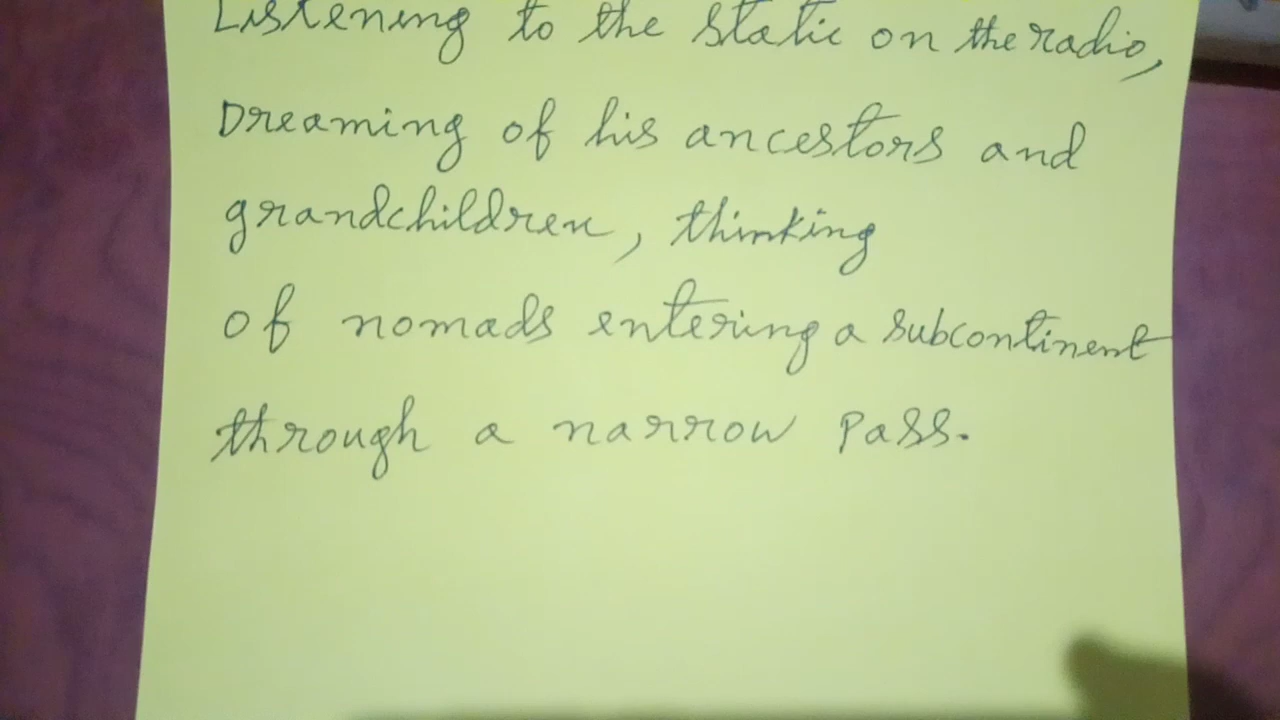 Listening to the static on the radio,
Dreaming of his ancestors and
grandchildren, thinking
of nomads entering a subcontinent
through a narrow pass.